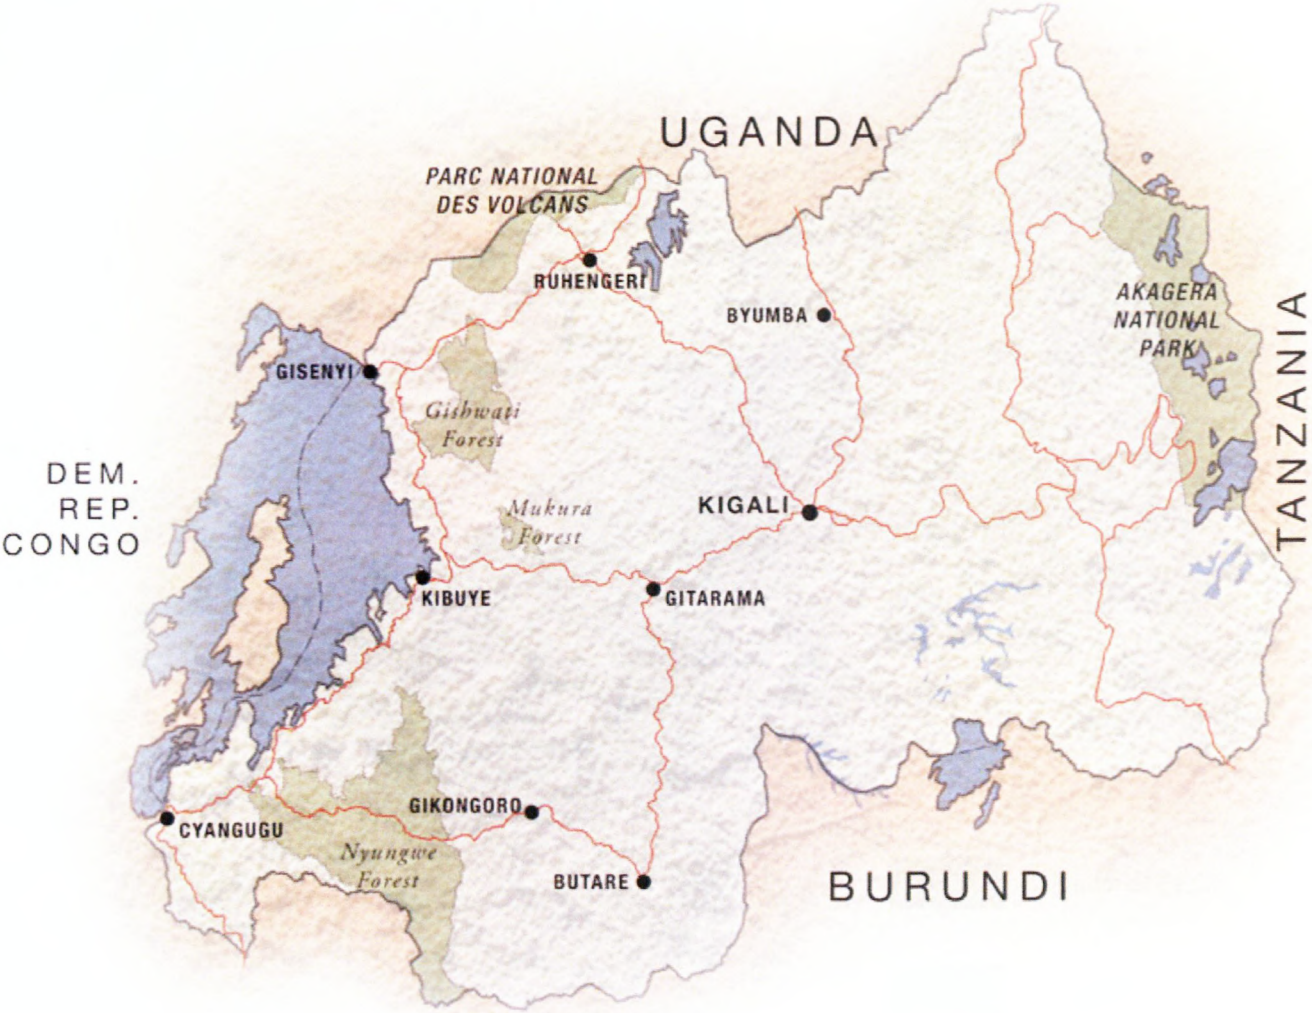 UGANDA
PARC NATIONAL
DES VOLCANS
RUHENGERI
BYUMBA
AKAGERA
NATIONAL
PARK
TANZANIA
GISENYI
Gishwati
Forest
DEM.
REP.
CONGO
Mukura
Forest
KIGALI
KIBUYE
GITARAMA
GIKONGORO
CYANGUGU
Nyungwe
Forest
BUTARE
BURUNDI